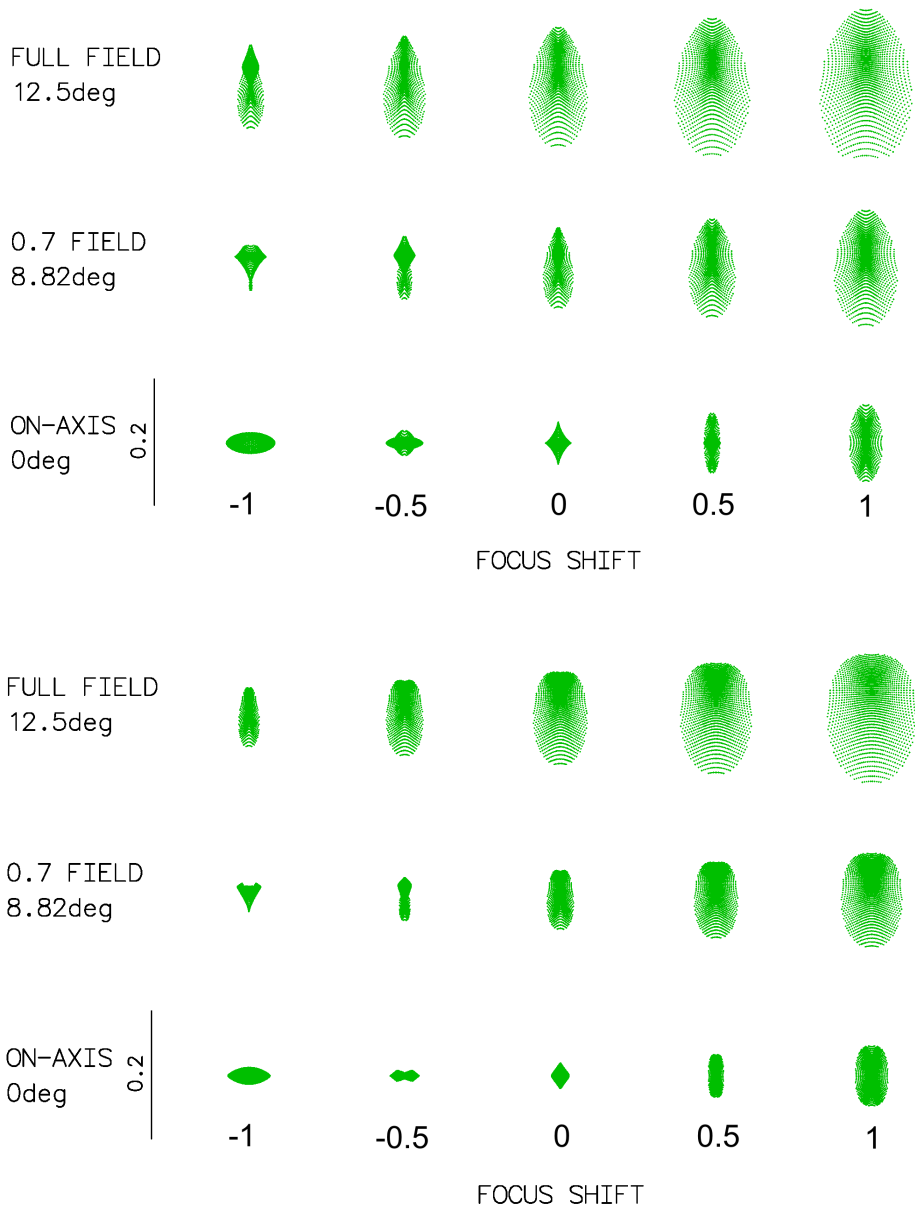 FULL FIELD
12.5deg
0.7 FIELD
8.82deg
ON-AXIS
0deg
0.2
-1 -0.5 0 0.5 1
FOCUS SHIFT
FULL FIELD
12.5deg
0.7 FIELD
8.82deg
ON-AXIS
0deg
0.2
-1 -0.5 0 0.5 1
FOCUS SHIFT